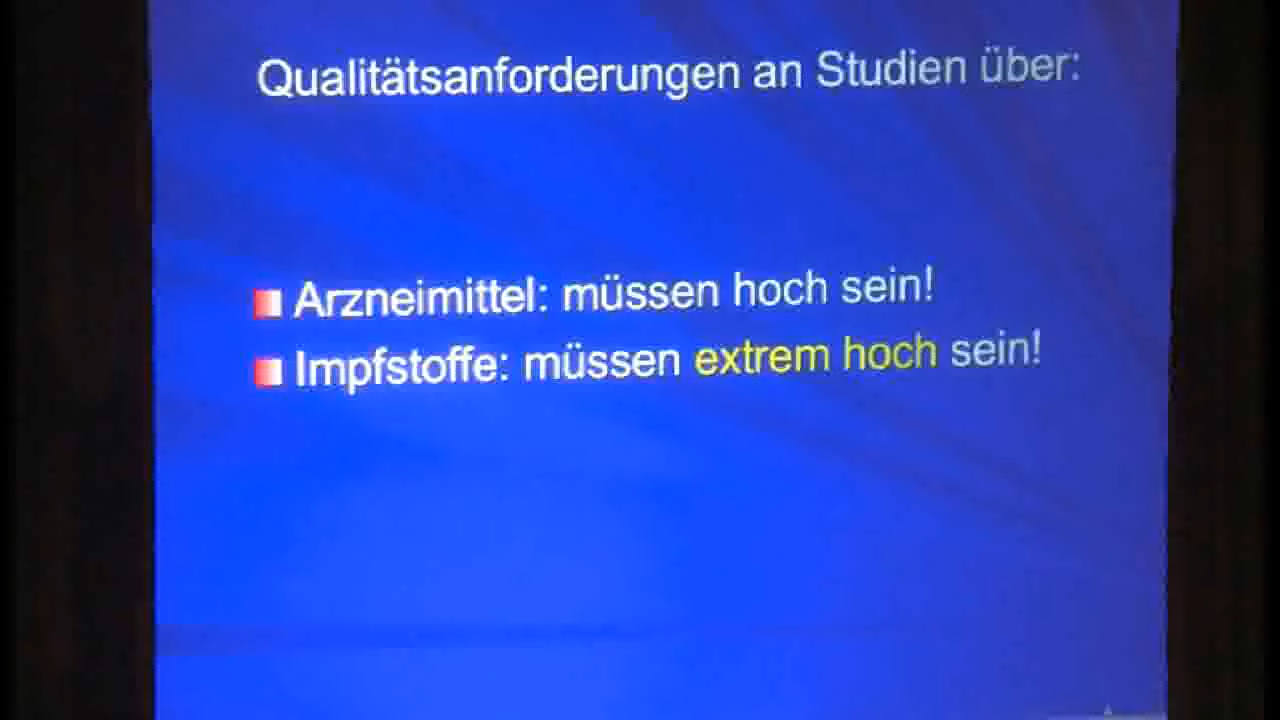 Qualitätsanforderungen an Studien über:
Arzneimittel: müssen hoch sein!
Impfstoffe: müssen extrem hoch sein!